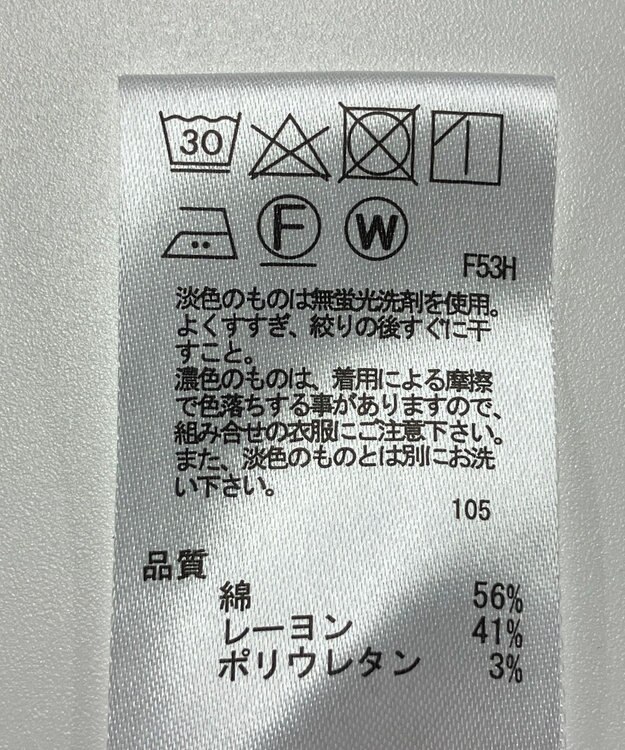 30
F W
F53H
淡色のものは無蛍光洗剤を使用。
よくすすぎ、絞りの後すぐに干
すこと。
濃色のものは、着用による摩擦
で色落ちする事がありますので、
組み合せの衣服にご注意下さい。
また、淡色のものとは別にお洗
い下さい。
105
品質
綿 56%
レーヨン 41%
ポリウレタン 3%